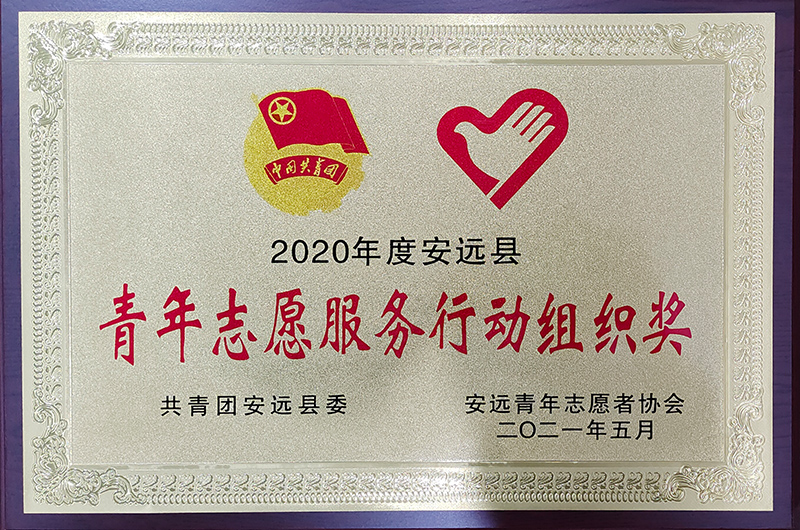 中国共青团
2020年度安远县
青年志愿服务行动组织奖
共青团安远县委
安远青年志愿者协会
二〇二一年五月